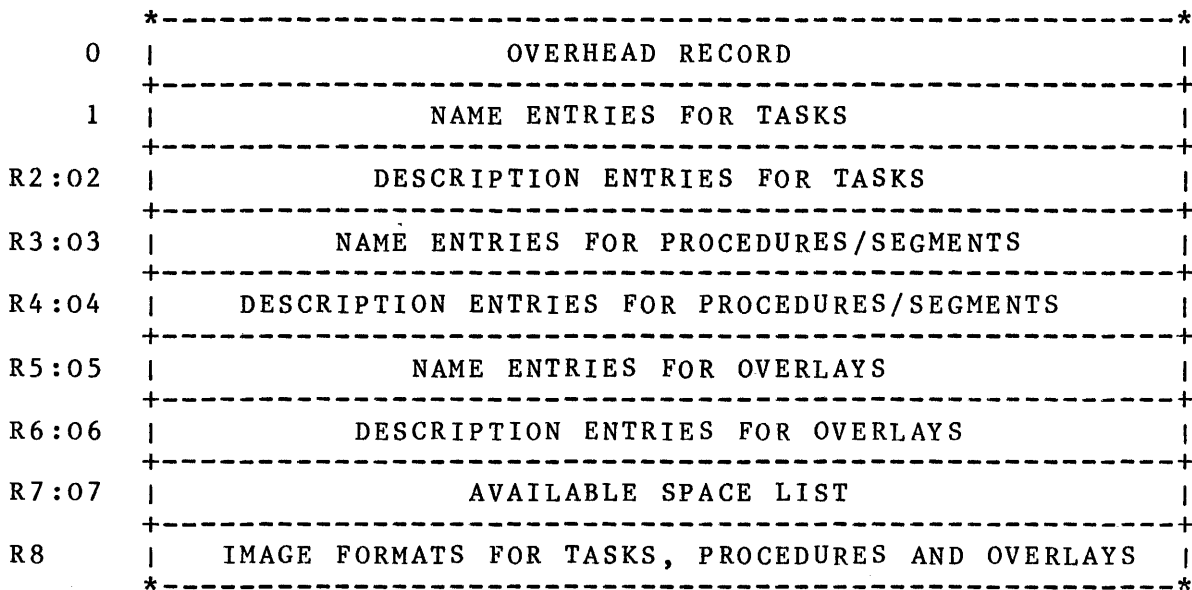 0 OVERHEAD RECORD
1 NAME ENTRIES FOR TASKS
R2:02 DESCRIPTION ENTRIES FOR TASKS
R3:03 NAME ENTRIES FOR PROCEDURES/SEGMENTS
R4:04 DESCRIPTION ENTRIES FOR PROCEDURES/SEGMENTS
R5:05 NAME ENTRIES FOR OVERLAYS
R6:06 DESCRIPTION ENTRIES FOR OVERLAYS
R7:07 AVAILABLE SPACE LIST
R8 IMAGE FORMATS FOR TASKS, PROCEDURES AND OVERLAYS